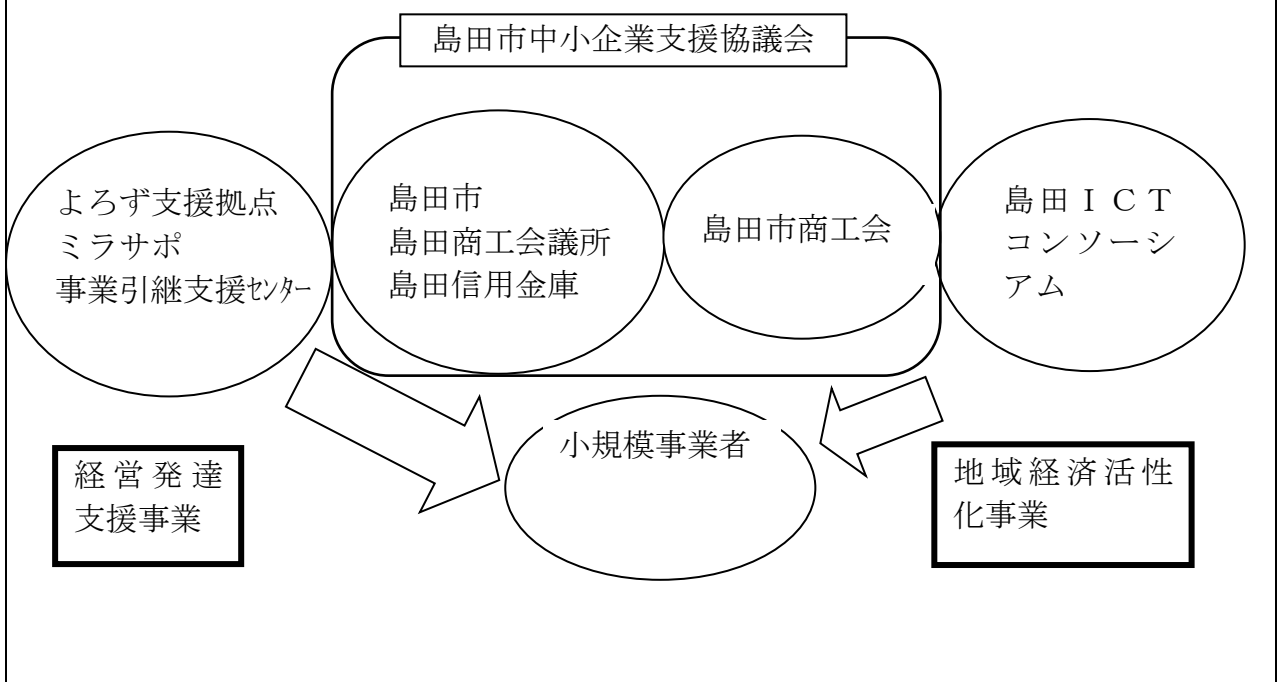 島田市中小企業支援協議会
よろず支援拠点
ミラサポ
事業引継支援ｾﾝﾀｰ
島田市
島田商工会議所
島田信用金庫
島田市商工会
島田ＩＣＴ
コンソーシ
アム
小規模事業者
経営発達
支援事業
地域経済活性
化事業